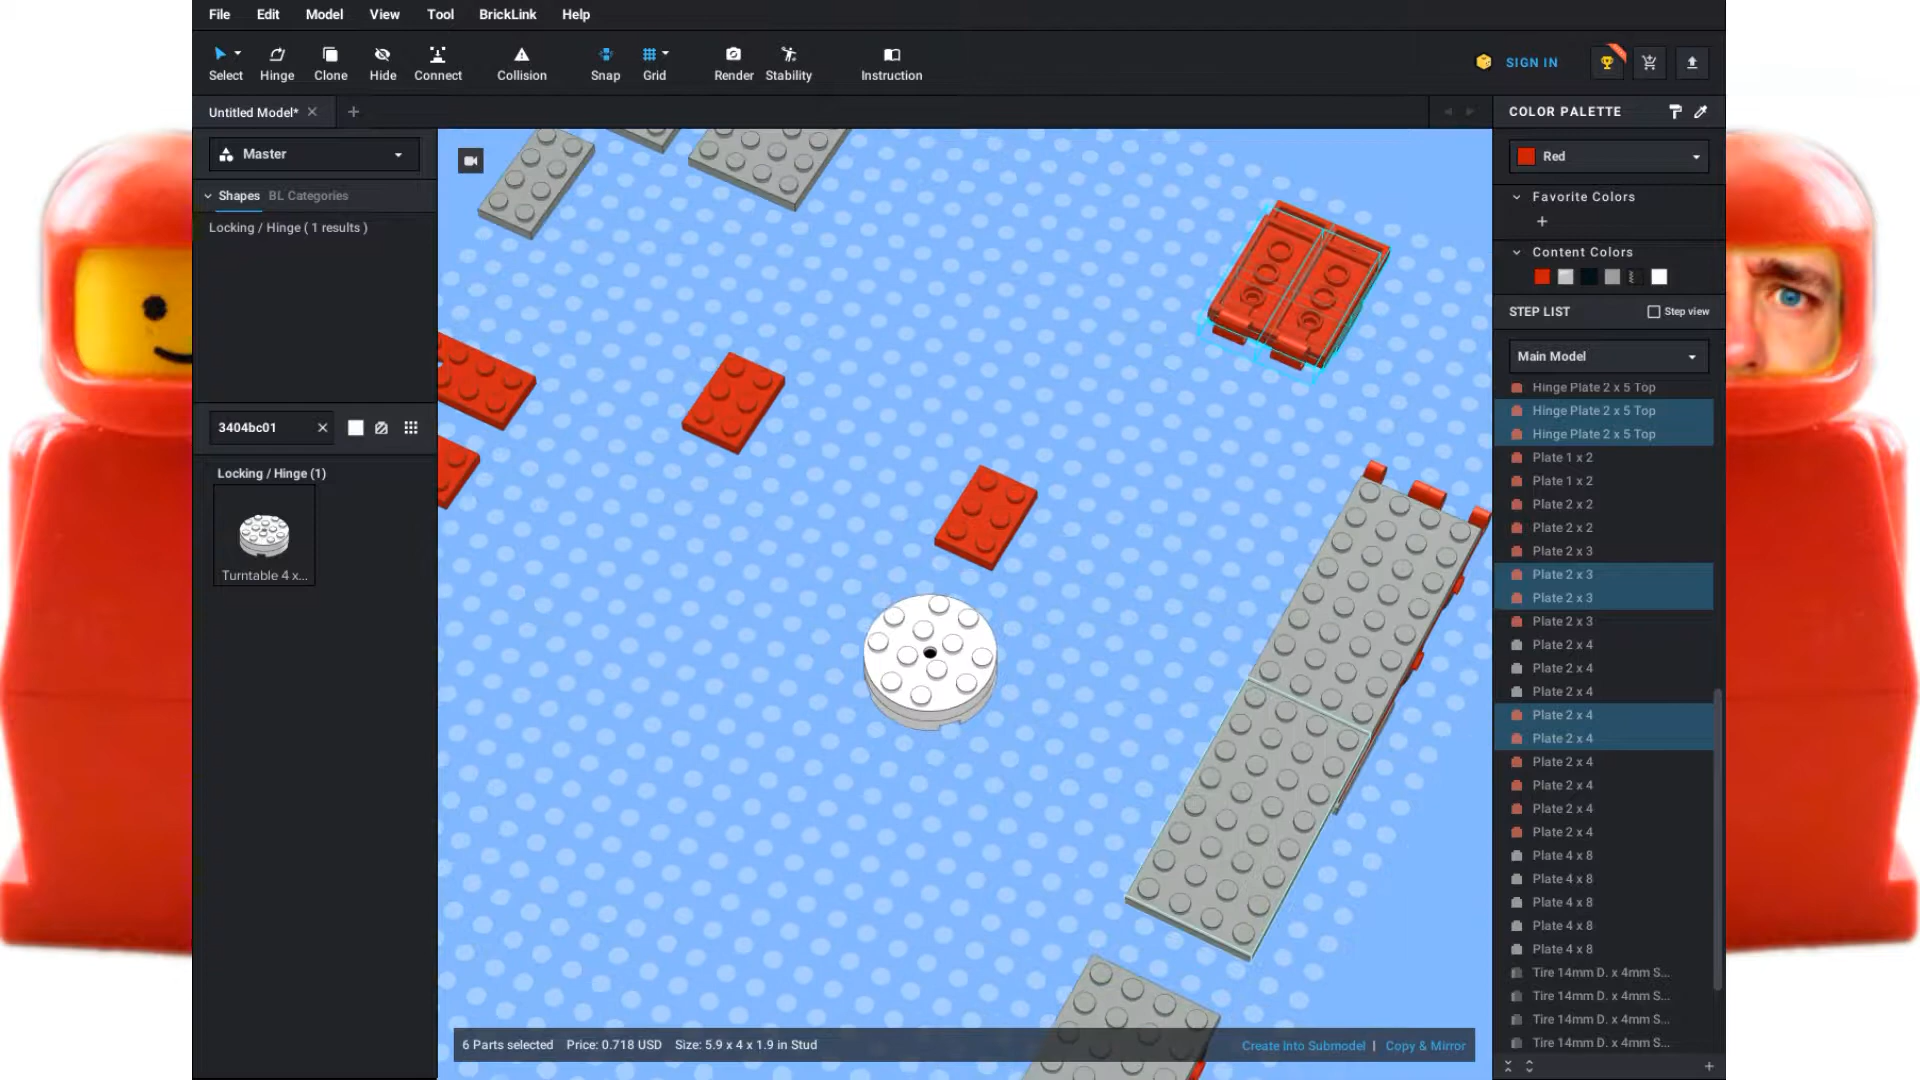 File Edit Model View Tool BrickLink Help
Select Hinge Clone Hide Connect Collision Snap Grid Render Stability Instruction
SIGN IN
Untitled Model*
COLOR PALETTE
Master
Red
Shapes BL Categories
Favorite Colors
Locking / Hinge ( 1 results )
Content Colors
STEP LIST Step view
Main Model
Hinge Plate 2 x 5 Top
Hinge Plate 2 x 5 Top
Hinge Plate 2 x 5 Top
3404bc01
Plate 1 x 2
Locking / Hinge (1)
Plate 1 x 2
Plate 2 x 2
Plate 2 x 2
Plate 2 x 3
Turntable 4 x...
Plate 2 x 3
Plate 2 x 3
Plate 2 x 3
Plate 2 x 4
Plate 2 x 4
Plate 2 x 4
Plate 2 x 4
Plate 2 x 4
Plate 2 x 4
Plate 2 x 4
Plate 2 x 4
Plate 2 x 4
Plate 4 x 8
Plate 4 x 8
Plate 4 x 8
Plate 4 x 8
Plate 4 x 8
Tire 14mm D. x 4mm S...
Tire 14mm D. x 4mm S...
Tire 14mm D. x 4mm S...
Tire 14mm D. x 4mm S...
6 Parts selected Price: 0.718 USD Size: 5.9 x 4 x 1.9 in Stud Create Into Submodel | Copy & Mirror